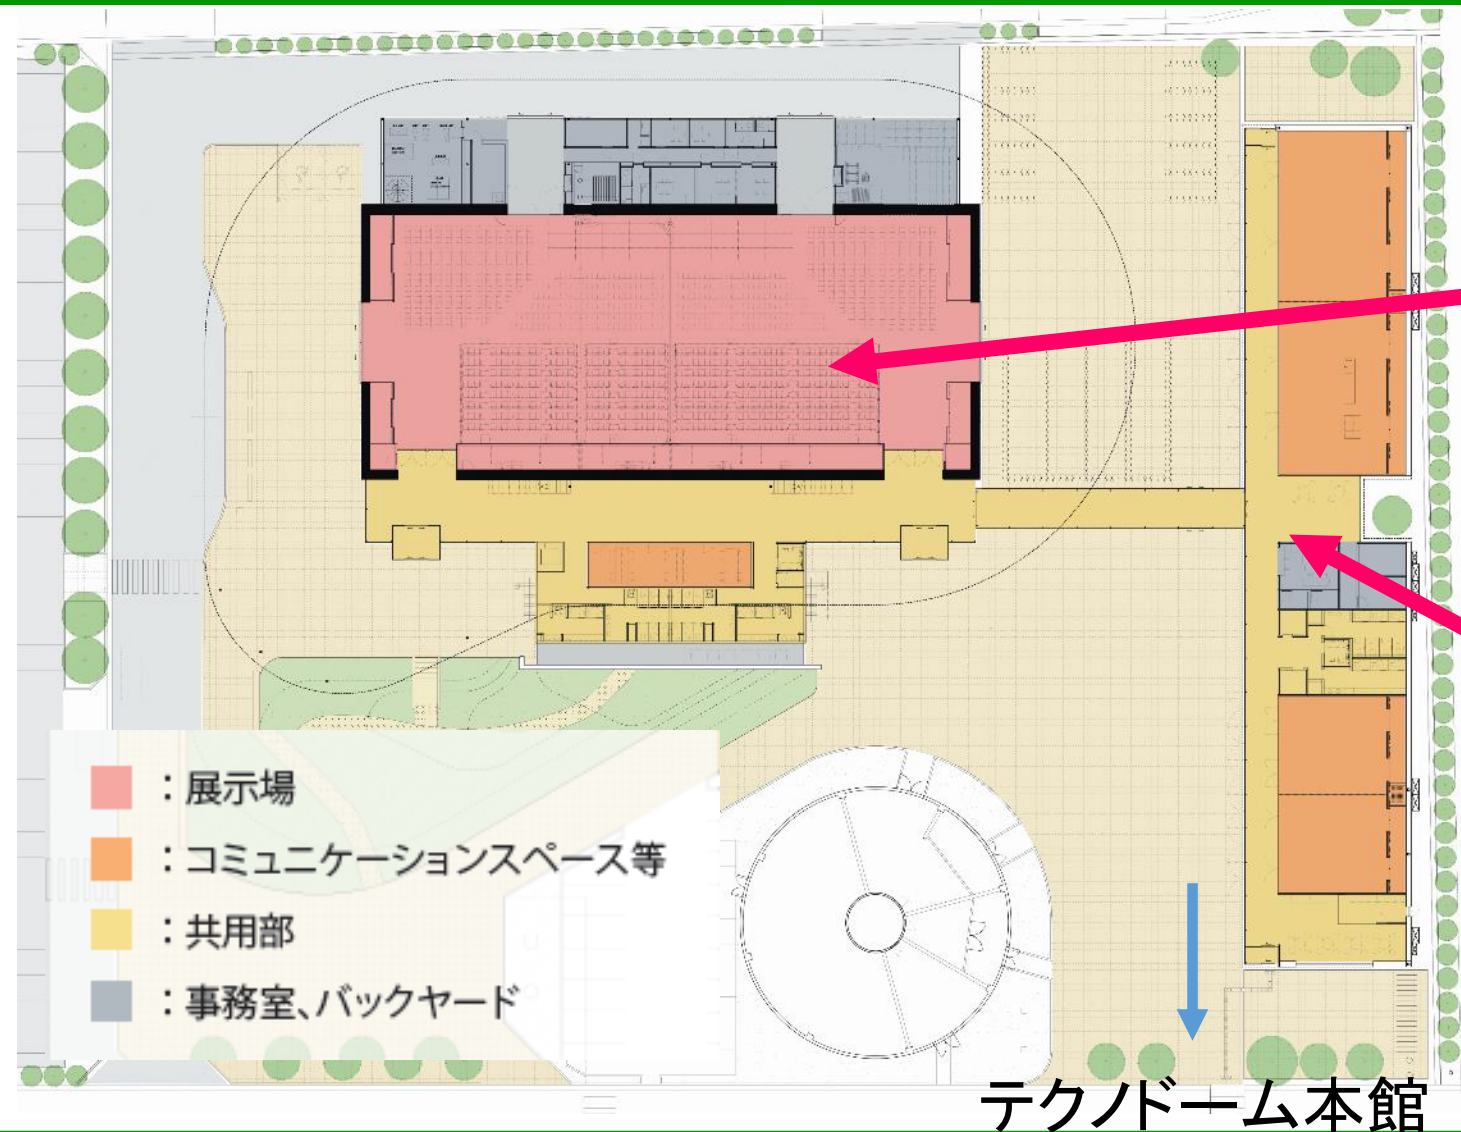 ：展示場
：コミュニケーションスペース等
：共用部
：事務室、バックヤード
テクノドーム本館